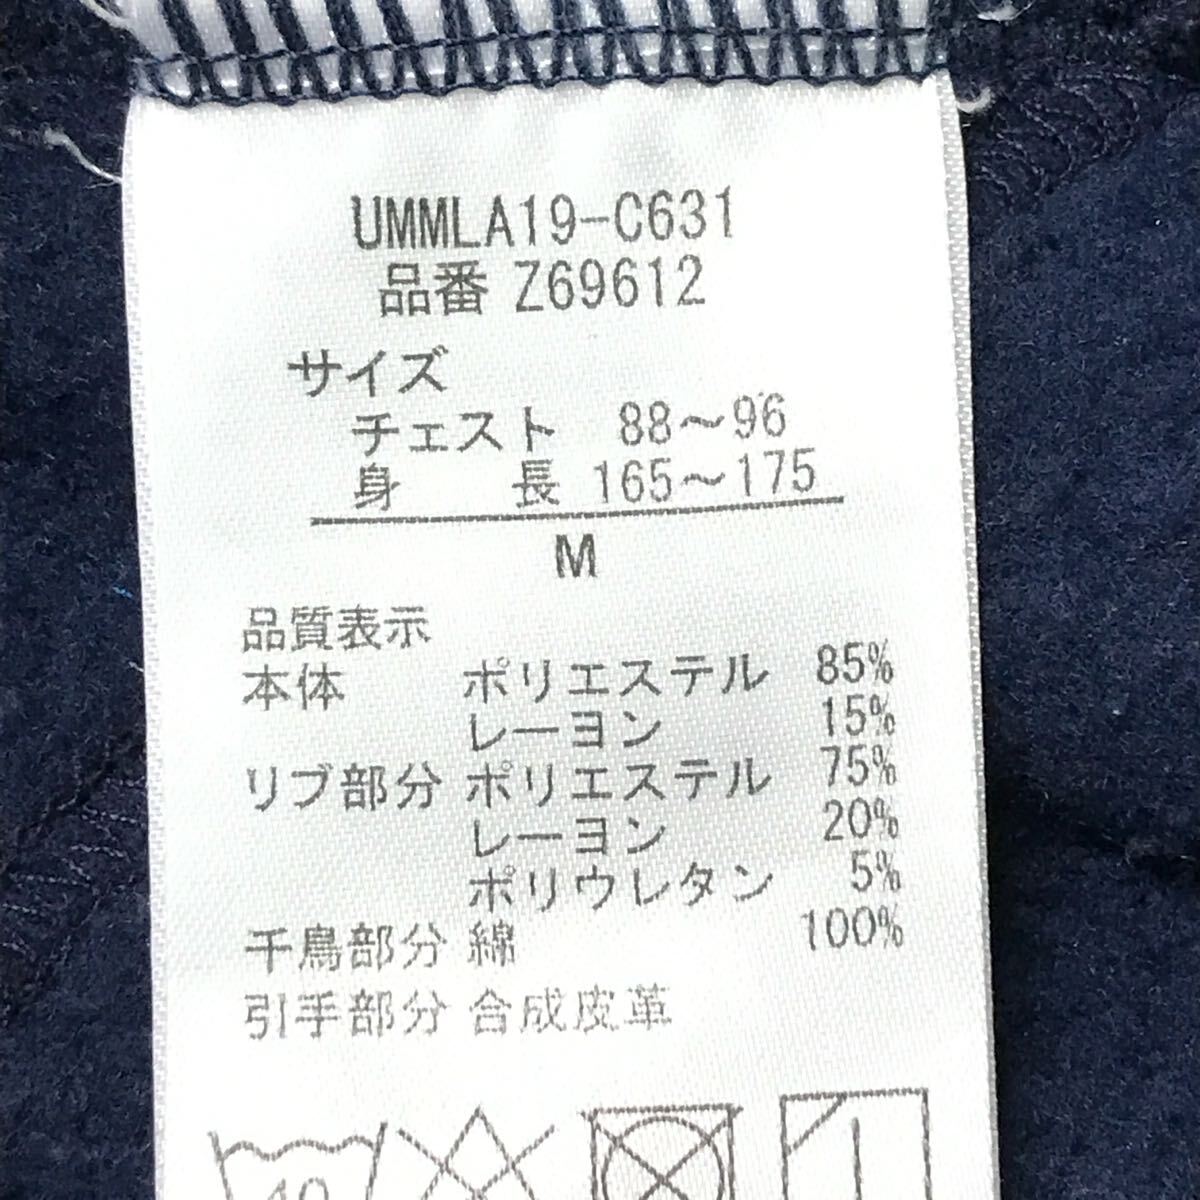 UMMLA19-C631
品番 Z69612
サイズ
チェスト 88～96
身長 165～175
M
品質表示
本体 ポリエステル 85%
レーヨン 15%
リブ部分 ポリエステル 75%
レーヨン 20%
ポリウレタン 5%
千鳥部分 綿 100%
引手部分 合成皮革
40